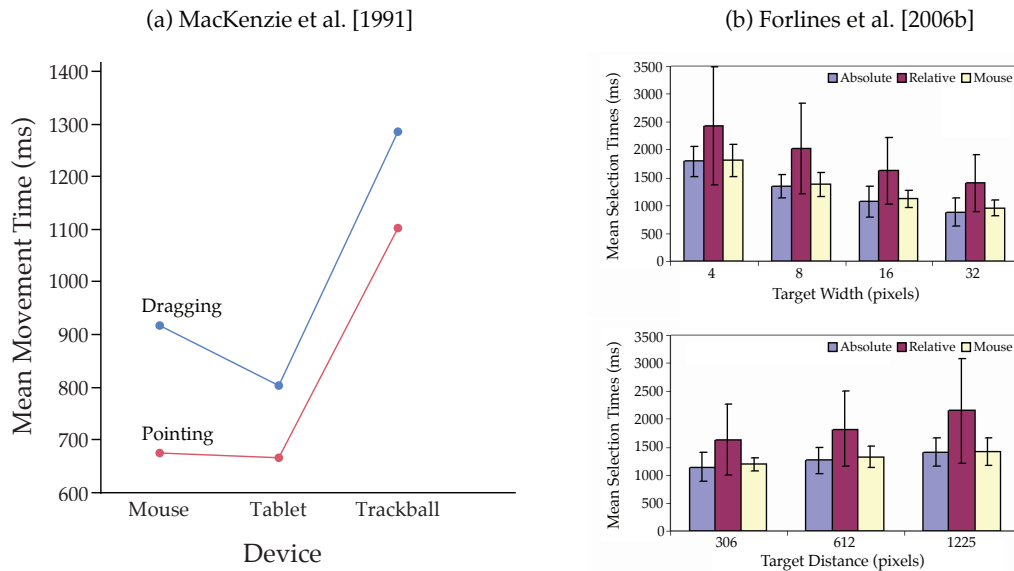 (a) MacKenzie et al. [1991]
Mean Movement Time (ms)
1400
1300
1200
1100
1000
900
800
700
600
Dragging
Pointing
Mouse Tablet Trackball
Device
(b) Forlines et al. [2006b]
Mean Selection Times (ms)
3500
3000
2500
2000
1500
1000
500
0
Absolute Relative Mouse
4 8 16 32
Target Width (pixels)
Mean Selection Times (ms)
3500
3000
2500
2000
1500
1000
500
0
Absolute Relative Mouse
306 612 1225
Target Distance (pixels)